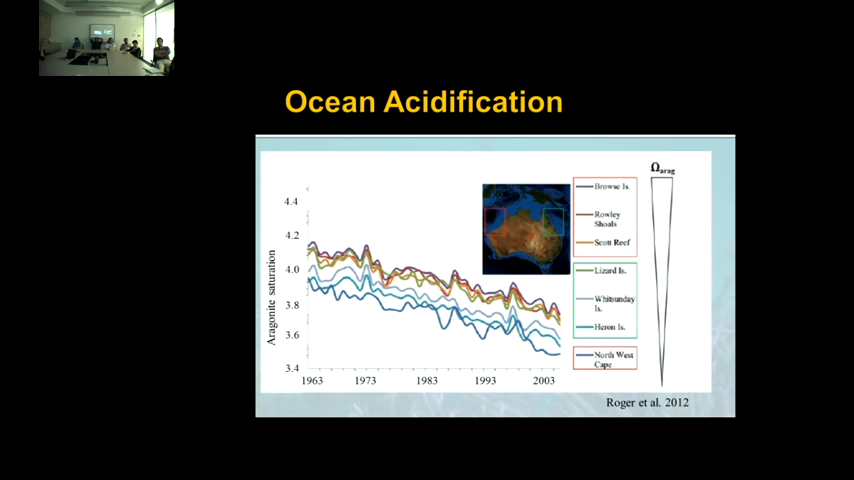 Ocean Acidification
Ωarag
4.4
4.2
4.0
3.8
3.6
3.4
Aragonite saturation
1963
1973
1983
1993
2003
Browse Is.
Rowley
Shoals
Scott Reef
Lizard Is.
Whitsunday
Is.
Heron Is.
North West
Cape
Roger et al. 2012